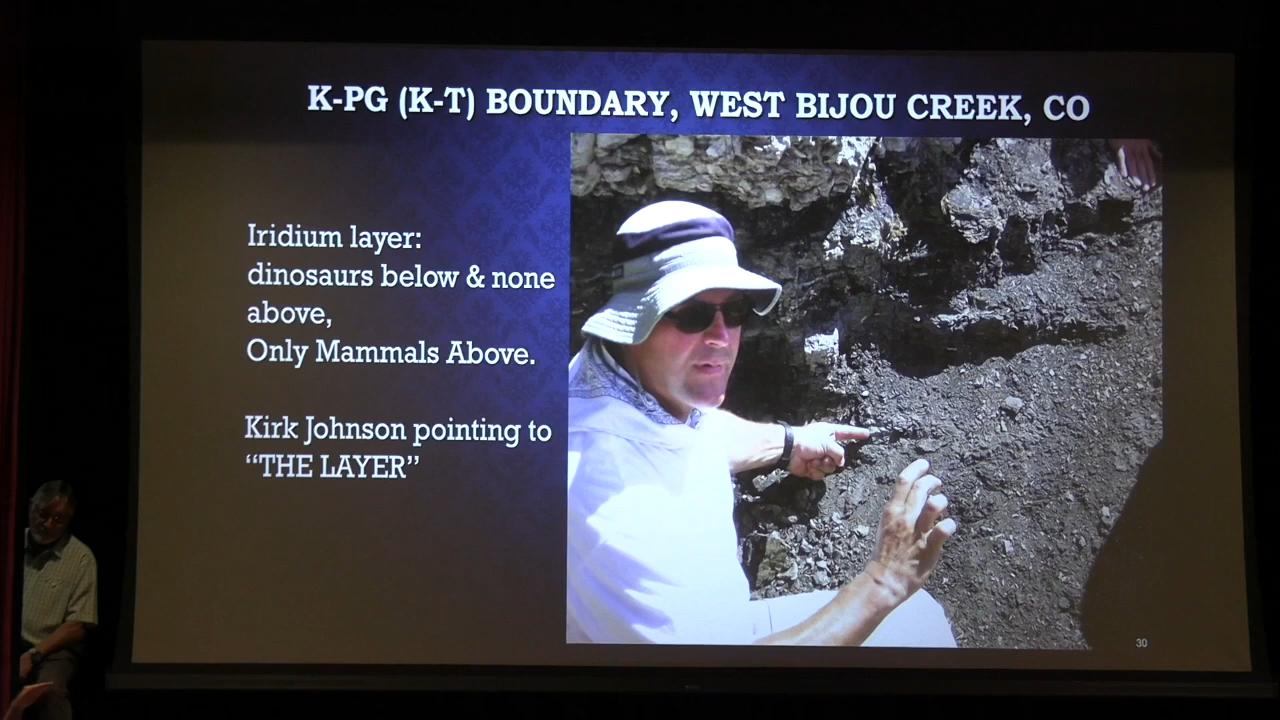 K-PG (K-T) BOUNDARY, WEST BIJOU CREEK, CO
Iridium layer:
dinosaurs below & none
above,
Only Mammals Above.
Kirk Johnson pointing to
“THE LAYER”
30